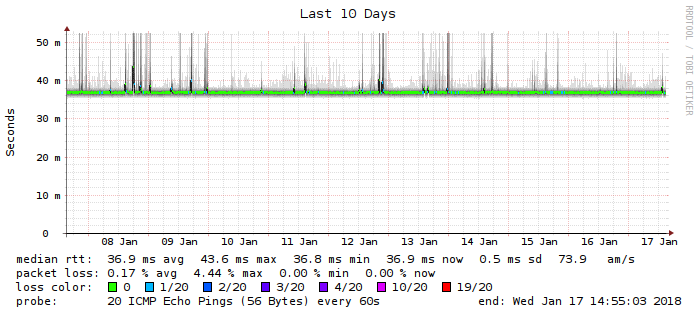 Last 10 Days
RRDTOOL / TOBI OETIKER
Seconds
50 m
40 m
30 m
20 m
10 m
0
08 Jan 09 Jan 10 Jan 11 Jan 12 Jan 13 Jan 14 Jan 15 Jan 16 Jan 17 Jan
median rtt: 36.9 ms avg 43.6 ms max 36.8 ms min 36.9 ms now 0.5 ms sd 73.9 am/s
packet loss: 0.17 % avg 4.44 % max 0.00 % min 0.00 % now
loss color: 0 1/20 2/20 3/20 4/20 10/20 19/20
probe: 20 ICMP Echo Pings (56 Bytes) every 60s end: Wed Jan 17 14:55:03 2018